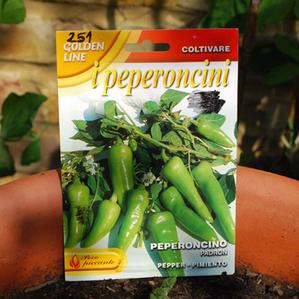 251
GOLDEN
LINE
COLTIVARE
i peperoncini
Poco
piccante
PEPERONCINO
PADRON
PEPPER - PIMIENTO